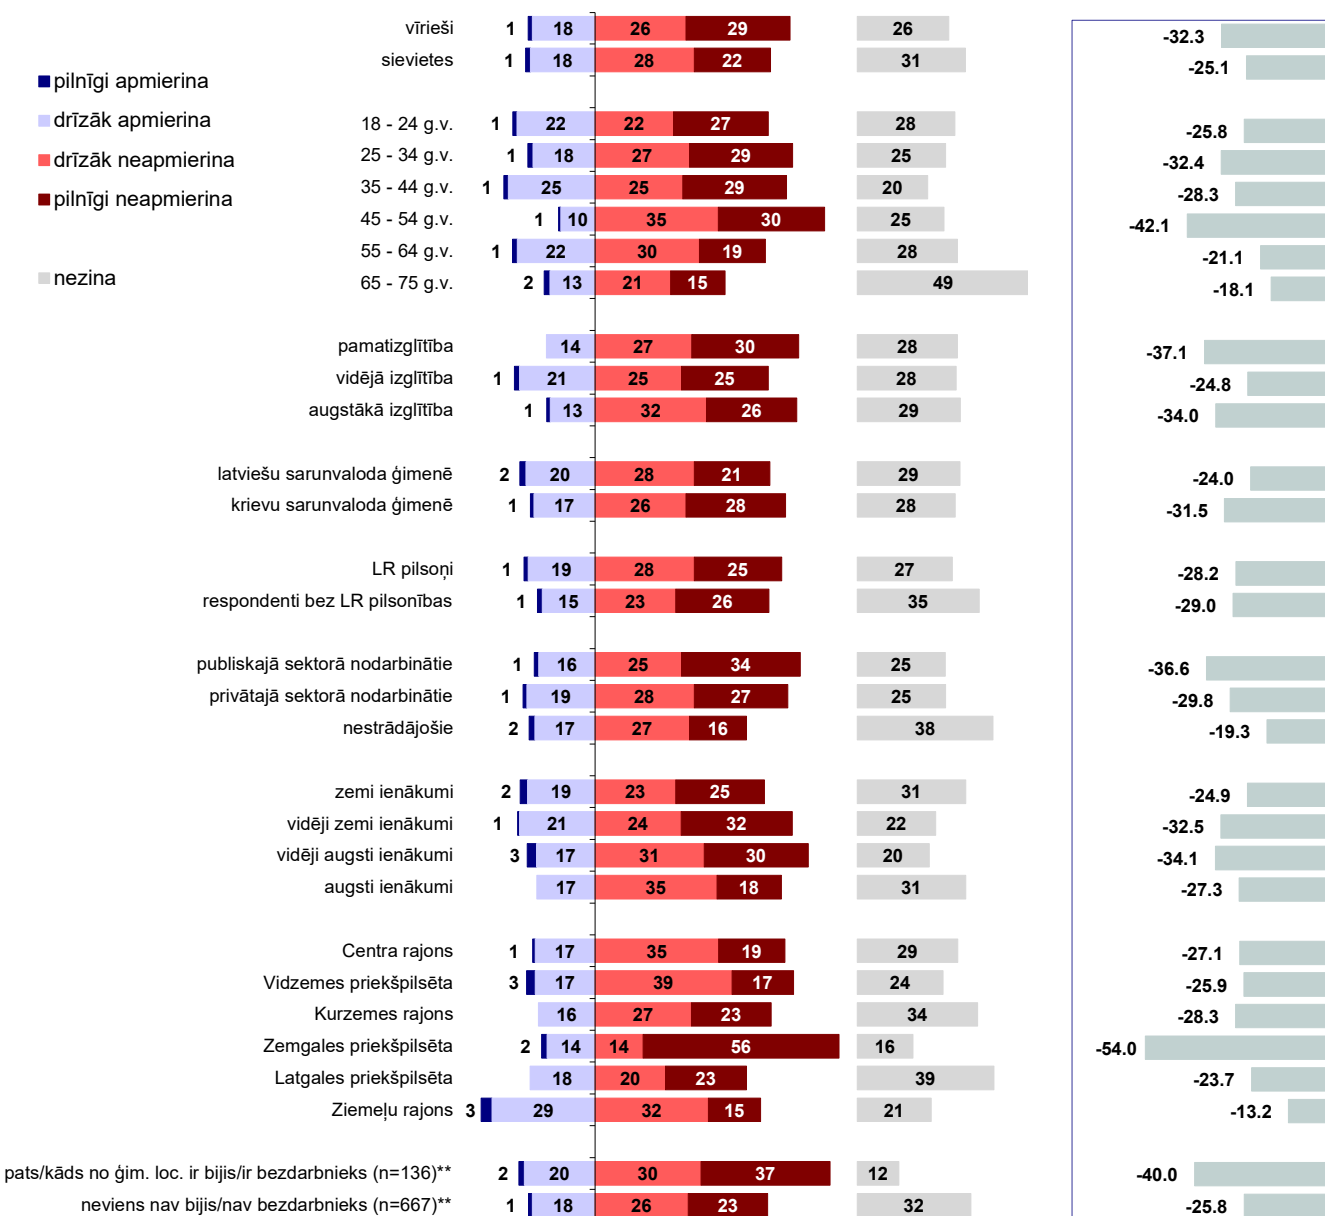 pilnīgi apmierina
drīzāk apmierina
drīzāk neapmierina
pilnīgi neapmierina
nezina
vīrieši 1 18 26 29 26 -32.3
sievietes 1 18 28 22 31 -25.1
18 - 24 g.v. 1 22 22 27 28 -25.8
25 - 34 g.v. 1 18 27 29 25 -32.4
35 - 44 g.v. 1 25 25 29 20 -28.3
45 - 54 g.v. 1 10 35 30 25 -42.1
55 - 64 g.v. 1 22 30 19 28 -21.1
65 - 75 g.v. 2 13 21 15 49 -18.1
pamatizglītība 14 27 30 28 -37.1
vidējā izglītība 1 21 25 25 28 -24.8
augstākā izglītība 1 13 32 26 29 -34.0
latviešu sarunvaloda ģimenē 2 20 28 21 29 -24.0
krievu sarunvaloda ģimenē 1 17 26 28 28 -31.5
LR pilsoņi 1 19 28 25 27 -28.2
respondenti bez LR pilsonības 1 15 23 26 35 -29.0
publiskajā sektorā nodarbinātie 1 16 25 34 25 -36.6
privātajā sektorā nodarbinātie 1 19 28 27 25 -29.8
nestrādājošie 2 17 27 16 38 -19.3
zemi ienākumi 2 19 23 25 31 -24.9
vidēji zemi ienākumi 1 21 24 32 22 -32.5
vidēji augsti ienākumi 3 17 31 30 20 -34.1
augsti ienākumi 17 35 18 31 -27.3
Centra rajons 1 17 35 19 29 -27.1
Vidzemes priekšpilsēta 3 17 39 17 24 -25.9
Kurzemes rajons 16 27 23 34 -28.3
Zemgales priekšpilsēta 2 14 14 56 16 -54.0
Latgales priekšpilsēta 18 20 23 39 -23.7
Ziemeļu rajons 3 29 32 15 21 -13.2
pats/kāds no ģim. loc. ir bijis/ir bezdarbnieks (n=136)** 2 20 30 37 12 -40.0
neviens nav bijis/nav bezdarbnieks (n=667)** 1 18 26 23 32 -25.8